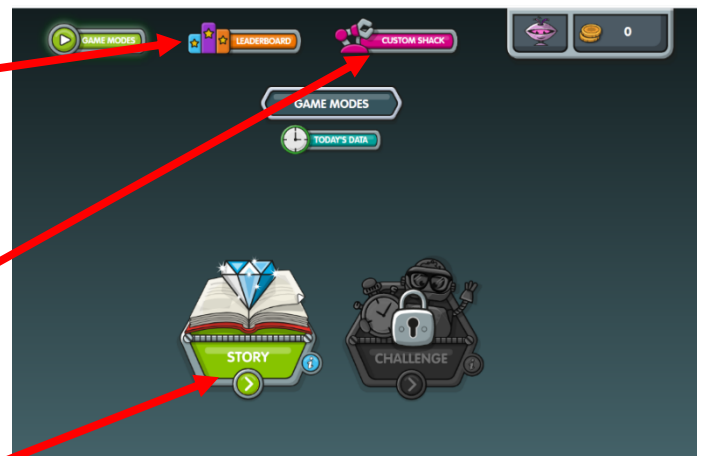 GAME MODES
LEADERBOARD
CUSTOM SHACK
0
GAME MODES
TODAY'S DATA
STORY
i
CHALLENGE
i